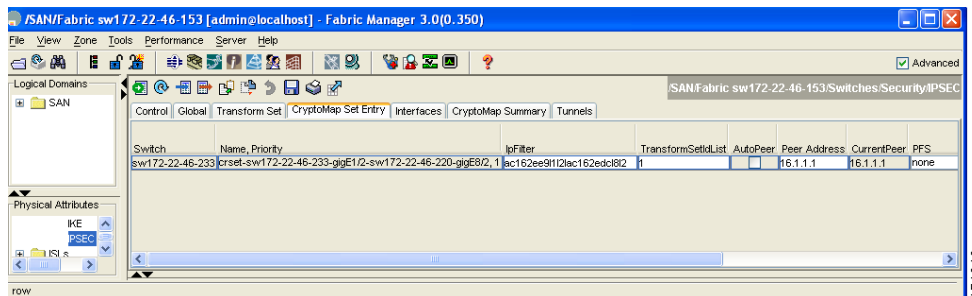 /SAN/Fabric sw172-22-46-153 [admin@localhost] - Fabric Manager 3.0(0.350)
File View Zone Tools Performance Server Help
Advanced
Logical Domains
/SAN/Fabric sw172-22-46-153/Switches/Security/IPSEC
SAN
Control Global Transform Set CryptoMap Set Entry Interfaces CryptoMap Summary Tunnels
Switch Name, Priority IpFilter TransformSetIdList AutoPeer Peer Address CurrentPeer PFS
sw172-22-46-233 crset-sw172-22-46-233-gigE1/2-sw172-22-46-220-gigE8/2, 1 1 16.1.1.1 16.1.1.1 none
Physical Attributes
IKE
IPSEC
ISLs
row